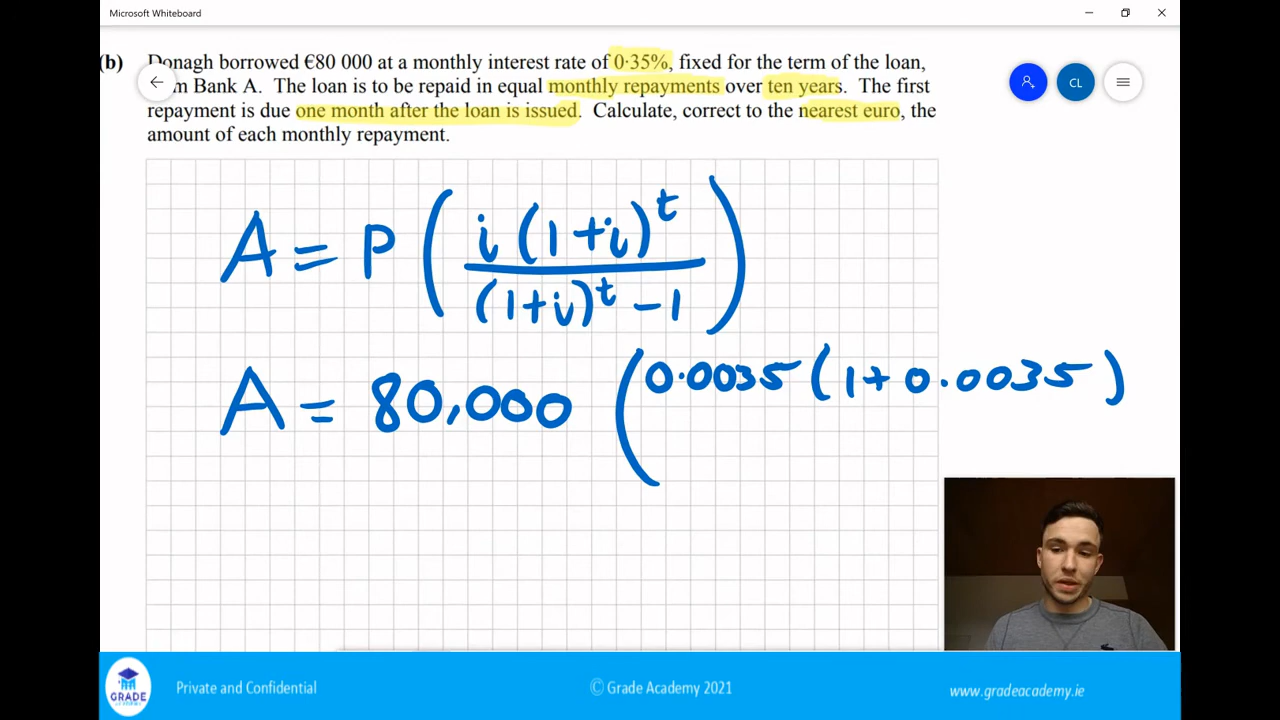 Microsoft Whiteboard
(b) Donagh borrowed €80 000 at a monthly interest rate of 0·35%, fixed for the term of the loan,
m Bank A. The loan is to be repaid in equal monthly repayments over ten years. The first
repayment is due one month after the loan is issued. Calculate, correct to the nearest euro, the
amount of each monthly repayment.
CL
A = P ( i (1+i)^t / (1+i)^t - 1 )
A = 80,000 ( 0.0035 (1 + 0.0035 )
GRADE
Private and Confidential
© Grade Academy 2021
www.gradeacademy.ie